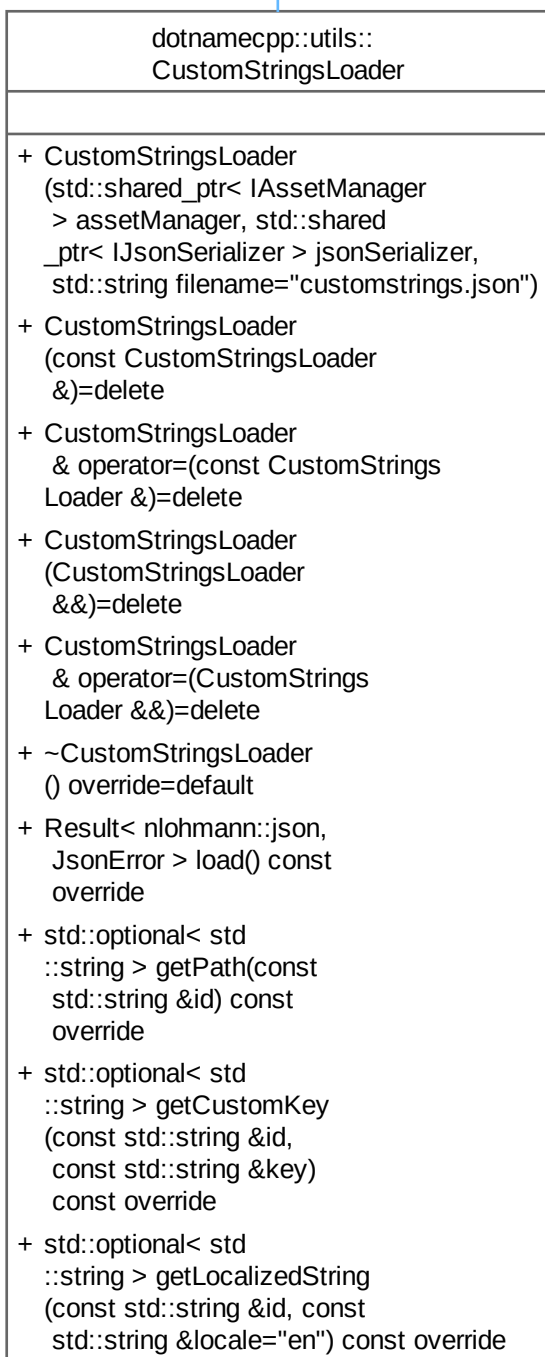 dotnamecpp::utils::
CustomStringsLoader
+ CustomStringsLoader
(std::shared_ptr< IAssetManager
> assetManager, std::shared
_ptr< IJsonSerializer > jsonSerializer,
std::string filename="customstrings.json")
+ CustomStringsLoader
(const CustomStringsLoader
&)=delete
+ CustomStringsLoader
& operator=(const CustomStrings
Loader &)=delete
+ CustomStringsLoader
(CustomStringsLoader
&&)=delete
+ CustomStringsLoader
& operator=(CustomStrings
Loader &&)=delete
+ ~CustomStringsLoader
() override=default
+ Result< nlohmann::json,
JsonError > load() const
override
+ std::optional< std
::string > getPath(const
std::string &id) const
override
+ std::optional< std
::string > getCustomKey
(const std::string &id,
const std::string &key)
const override
+ std::optional< std
::string > getLocalizedString
(const std::string &id, const
std::string &locale="en") const override